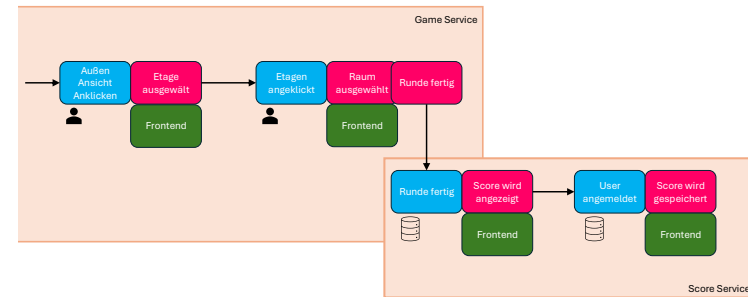 Game Service
Außen
Ansicht
Anklicken
Etage
ausgewält
Frontend
Etagen
angeklickt
Raum
ausgewählt
Runde fertig
Frontend
Runde fertig
Score wird
angezeigt
Frontend
User
angemeldet
Score wird
gespeichert
Frontend
Score Service